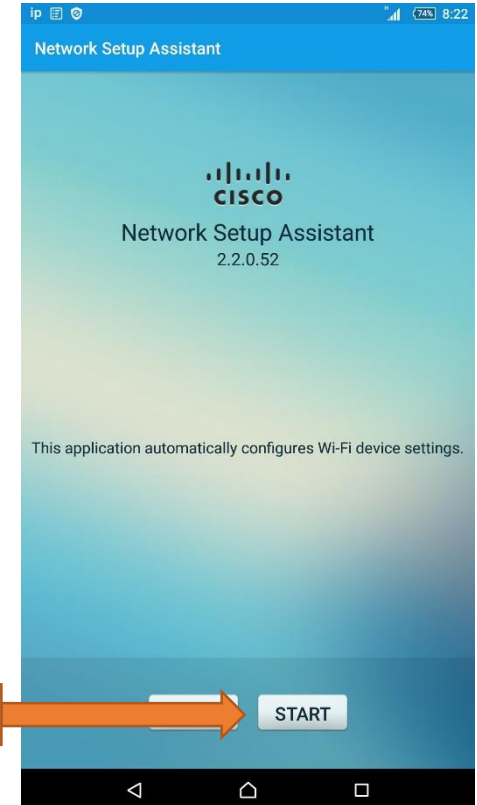 ip 74% 8:22
Network Setup Assistant
CISCO
Network Setup Assistant
2.2.0.52
This application automatically configures Wi-Fi device settings.
START